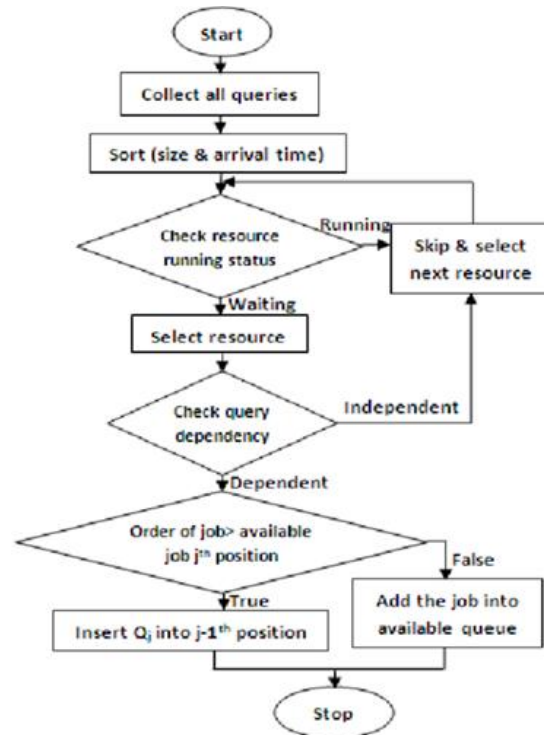 Start
Collect all queries
Sort (size & arrival time)
Running
Check resource
running status
Skip & select
next resource
Waiting
Select resource
Check query
dependency
Independent
Dependent
Order of job> available
job jth position
False
True
Insert Qj into j-1th position
Add the job into
available queue
Stop